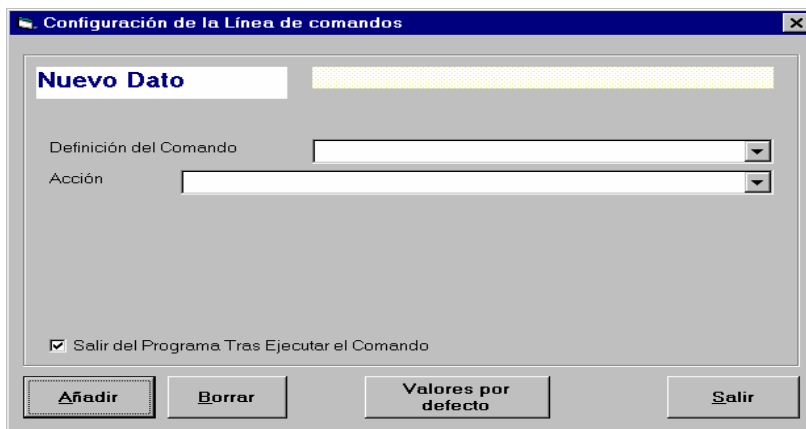 Configuración de la Línea de comandos
Nuevo Dato
Definición del Comando
Acción
Salir del Programa Tras Ejecutar el Comando
Añadir
Borrar
Valores por
defecto
Salir